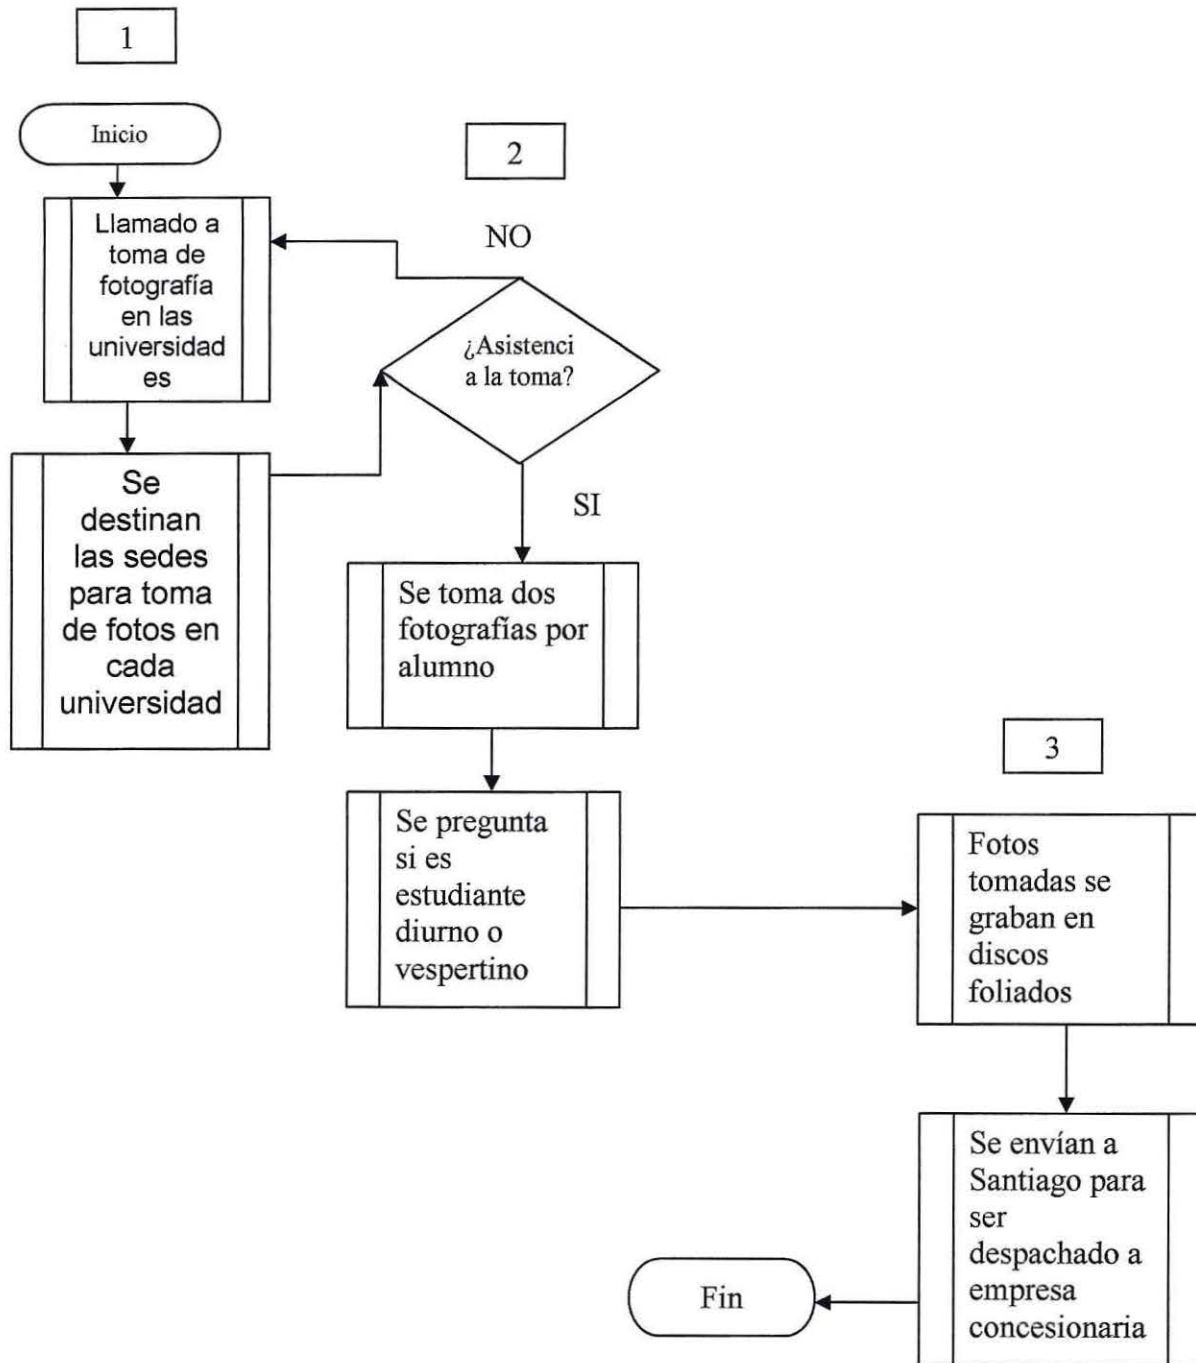 1
Inicio
Llamado a
toma de
fotografía
en las
universidad
es
Se
destinan
las sedes
para toma
de fotos en
cada
universidad
2
NO
¿Asistenci
a la toma?
SI
Se toma dos
fotografías por
alumno
Se pregunta
si es
estudiante
diurno o
vespertino
3
Fotos
tomadas se
graban en
discos
foliados
Se envían a
Santiago para
ser
despachado a
empresa
concesionaria
Fin